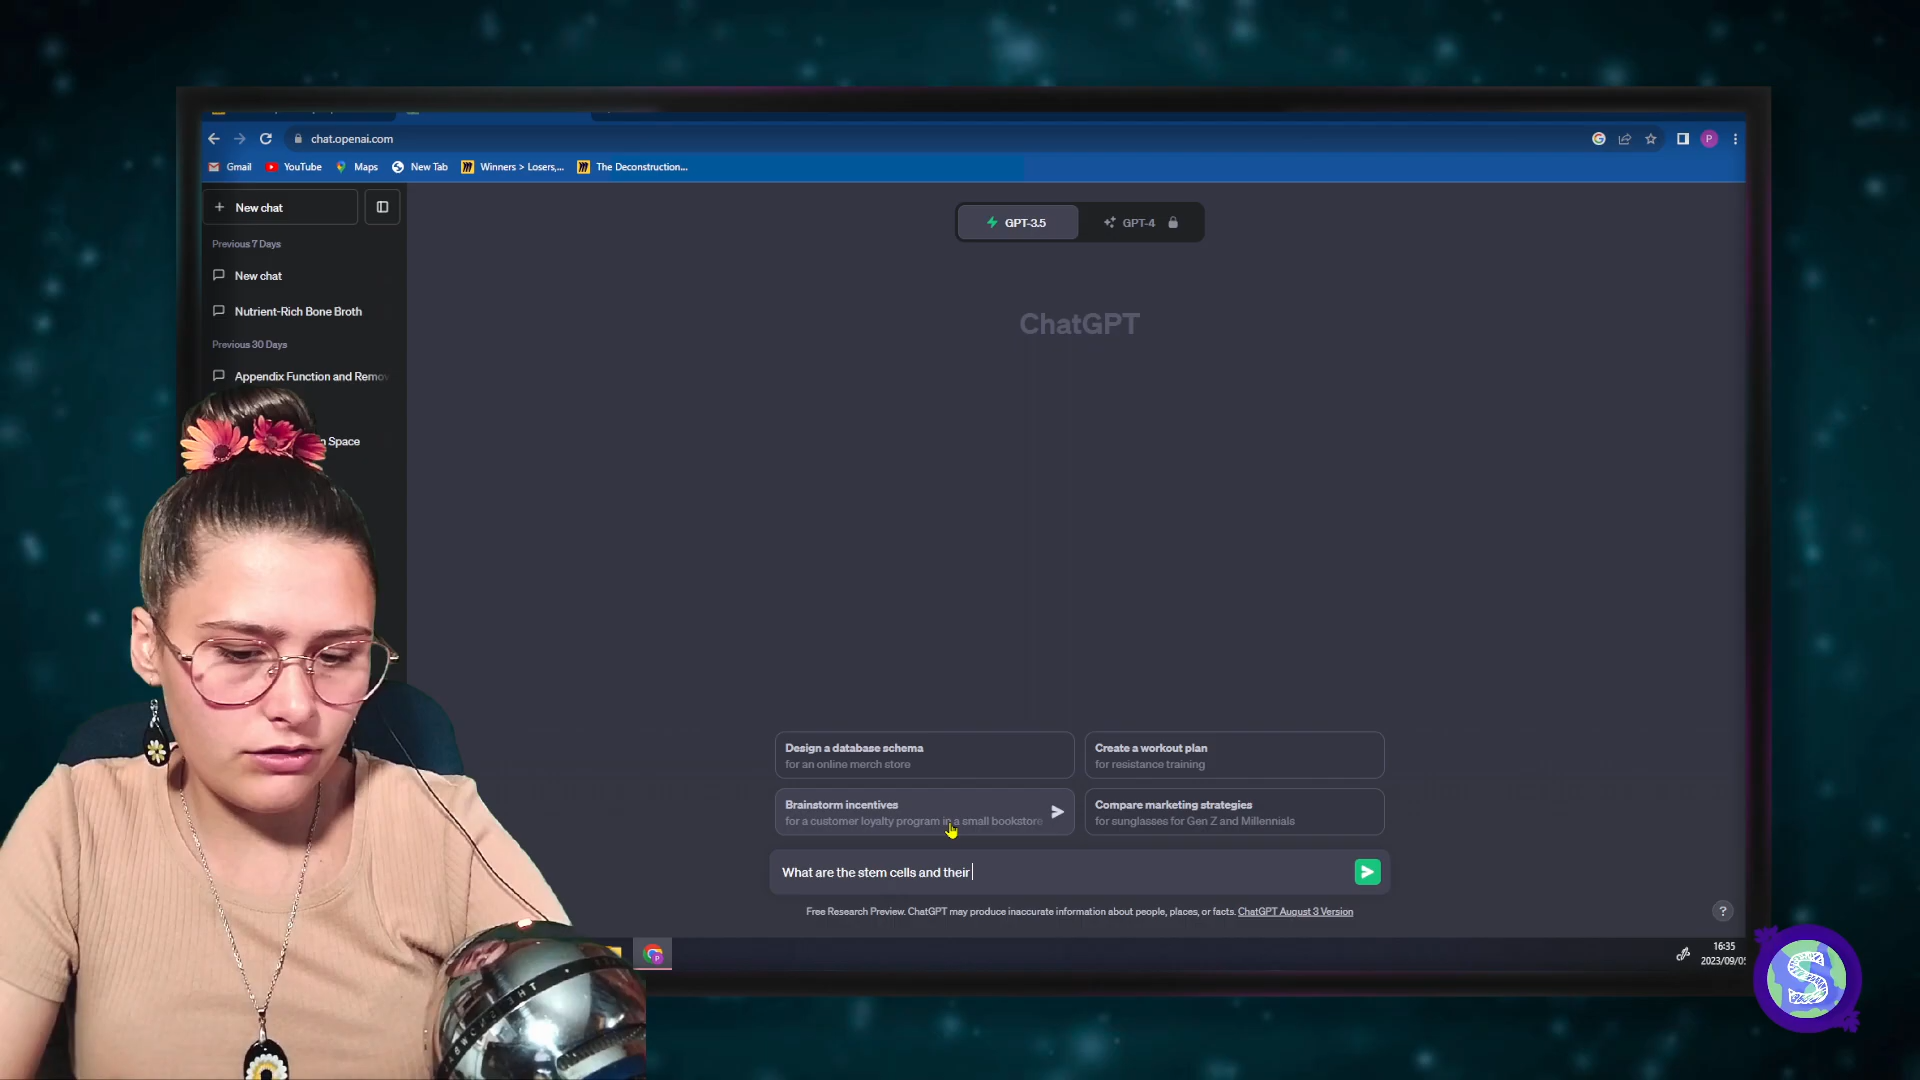 chat.openai.com
Gmail
YouTube
Maps
New Tab
Winners > Losers,...
The Deconstruction...
New chat
Previous 7 Days
New chat
Nutrient-Rich Bone Broth
Previous 30 Days
Appendix Function and Remov
Space
GPT-3.5
GPT-4
ChatGPT
Design a database schema
for an online merch store
Create a workout plan
for resistance training
Brainstorm incentives
for a customer loyalty program in a small bookstore
Compare marketing strategies
for sunglasses for Gen Z and Millennials
What are the stem cells and their
Free Research Preview. ChatGPT may produce inaccurate information about people, places, or facts. ChatGPT August 3 Version
?
16:35
2023/09/05
P
S